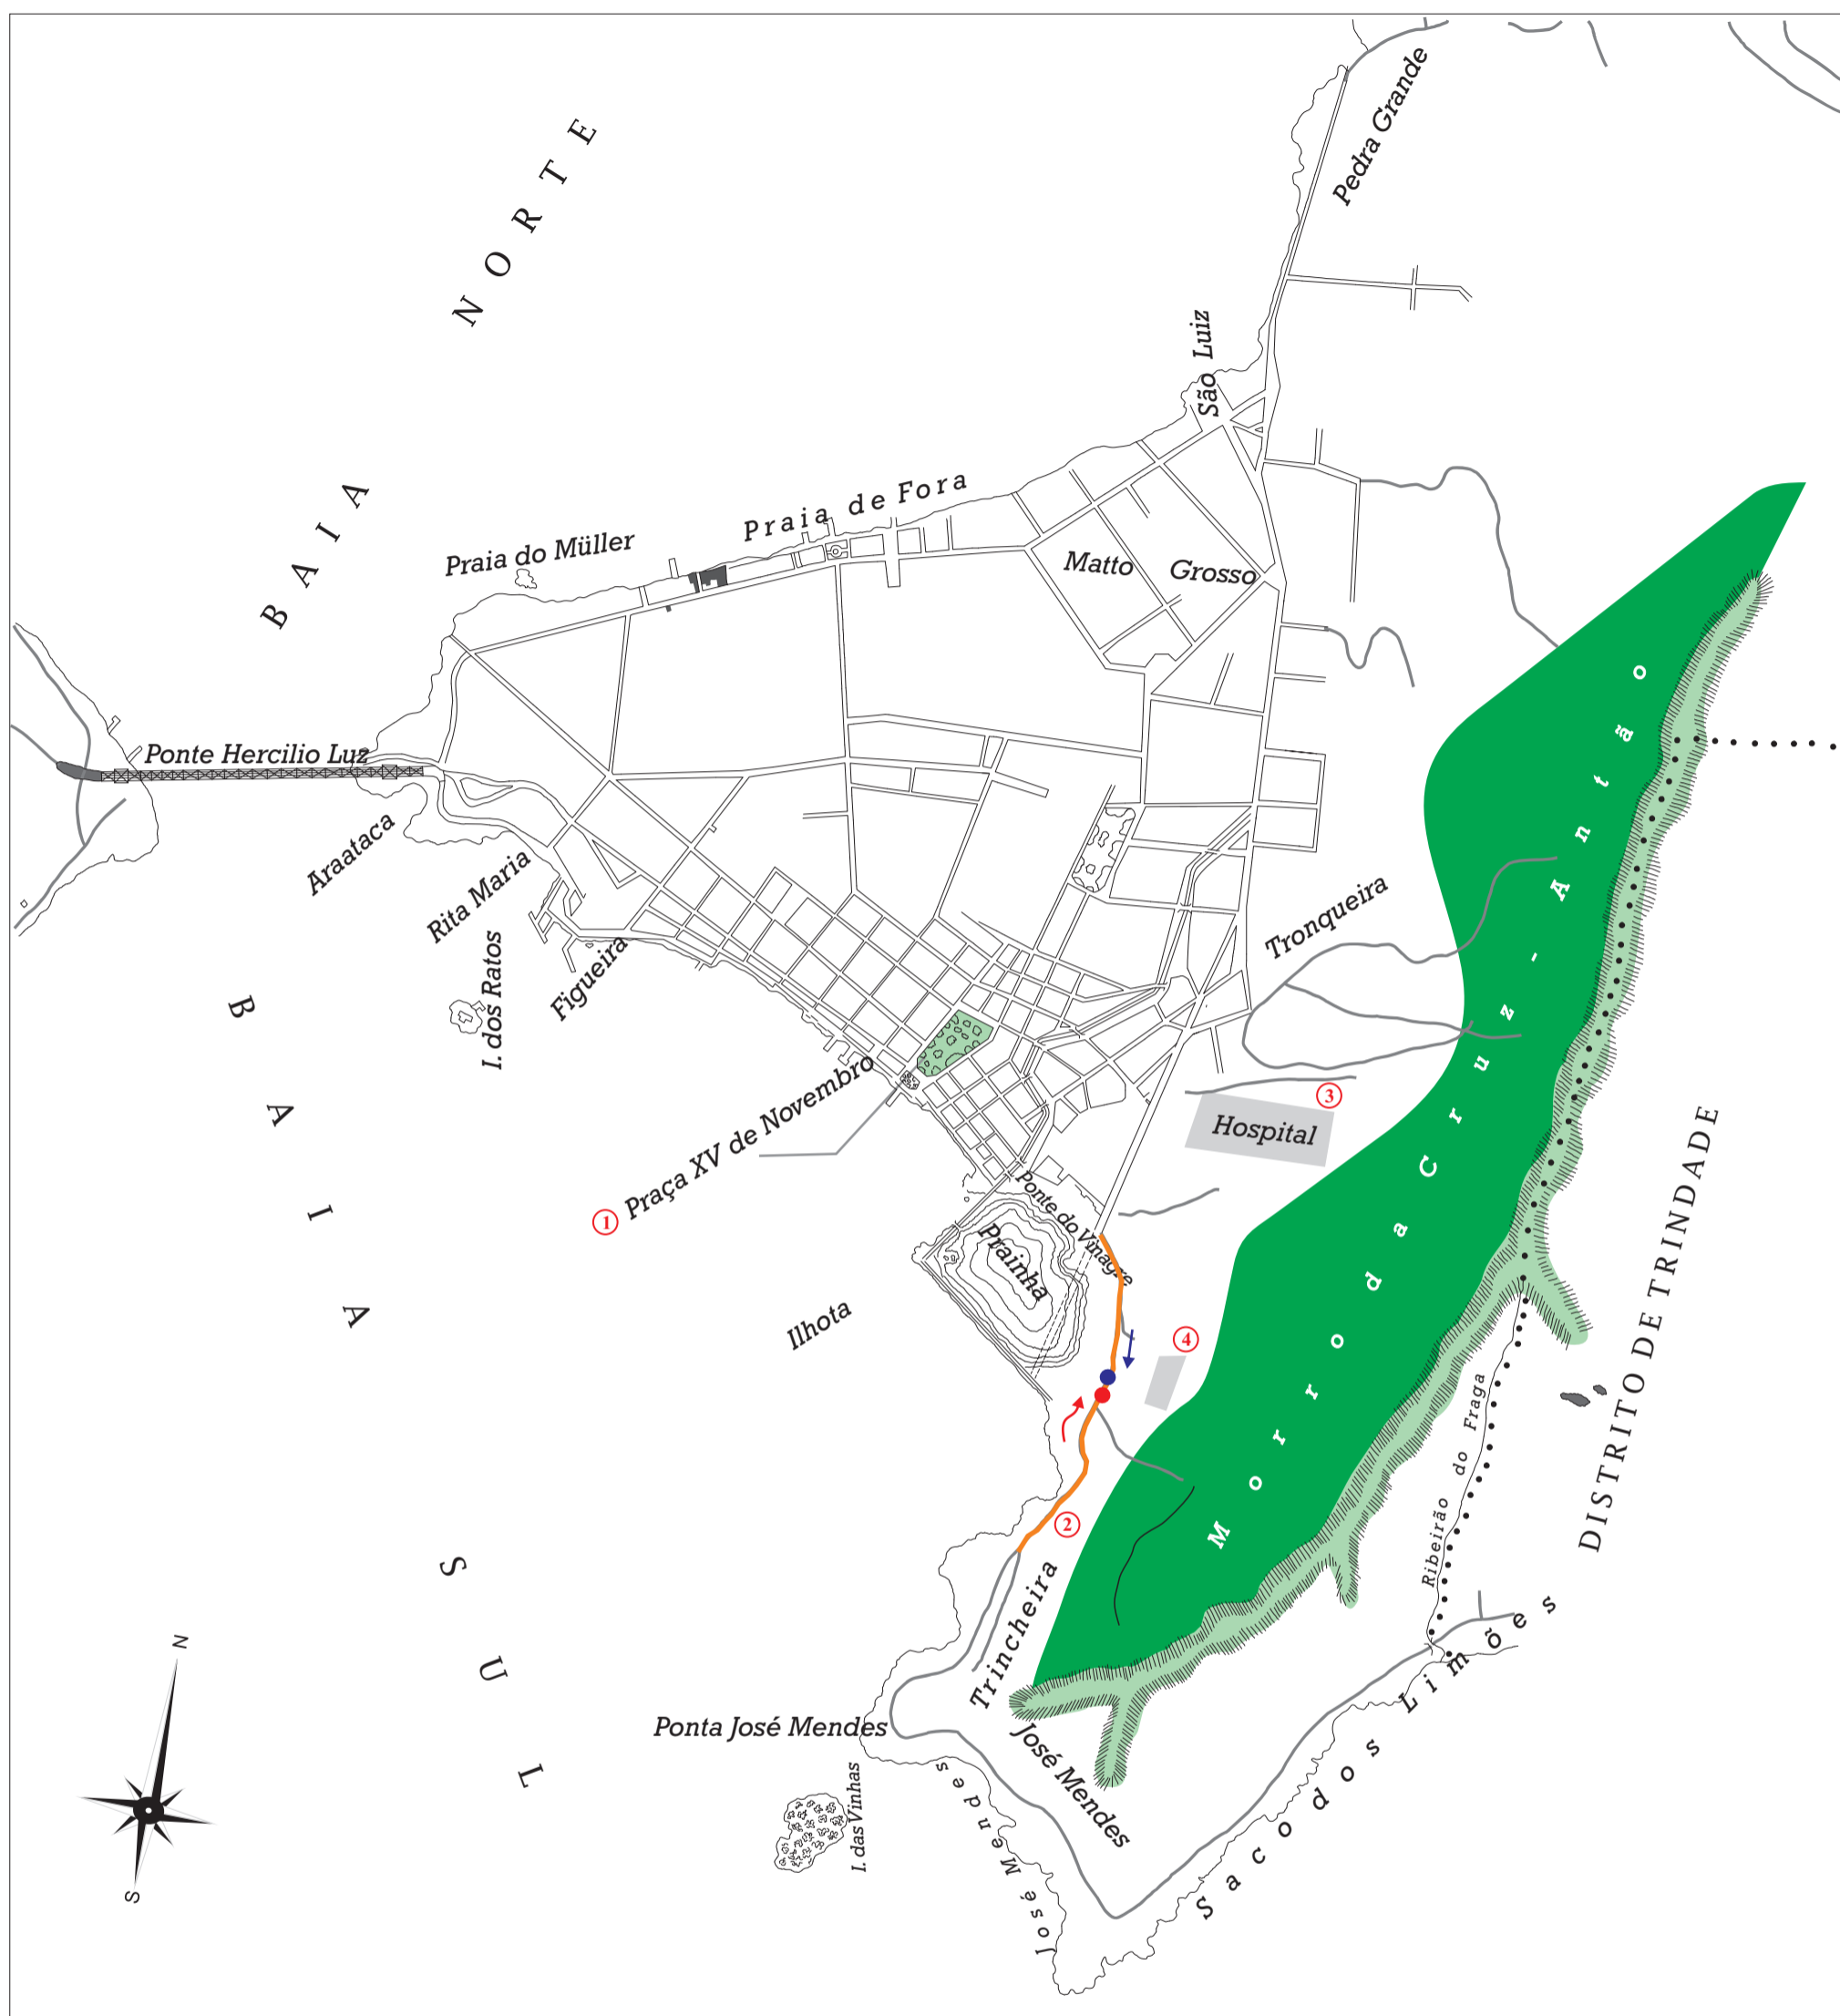 Pedra Grande
BAIA NORTE
São Luiz
Praia de Fora
Praia do Müller
Matto Grosso
Ponte Hercilio Luz
Araataca
Rita Maria
I. dos Ratos
Figueira
Tronqueira
Morro da Cruz - Antão
BAIA SUL
③
Hospital
① Praça XV de Novembro
Ponte do Vinagre
Prainha
Ilhota
④
DISTRITO DE TRINDADE
Ribeirão do Fraga
②
Trincheira
Saco dos Limões
Ponta José Mendes
José Mendes
I. das Vinhas
José Mendes
N
S